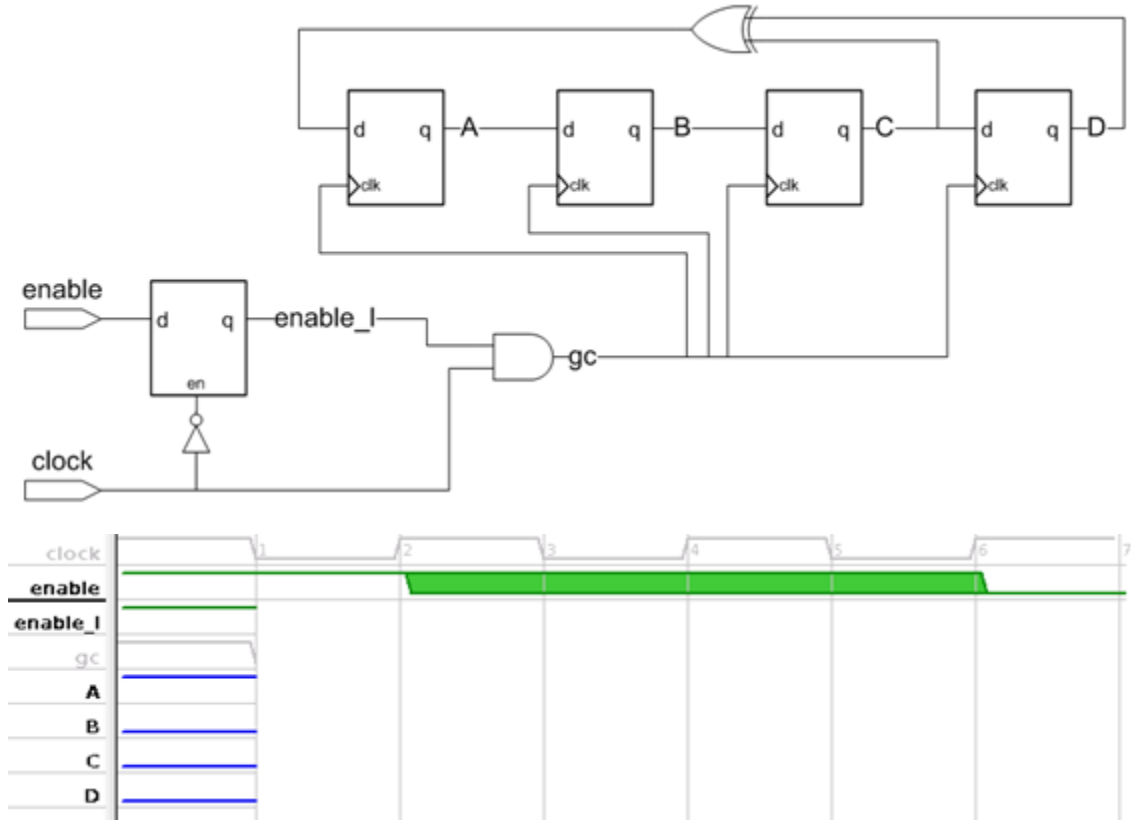 A B C D
d q d q d q d q
clk clk clk clk
enable
d q enable_l gc
en
clock
clock 1 2 3 4 5 6 7
enable
enable_l
gc
A
B
C
D